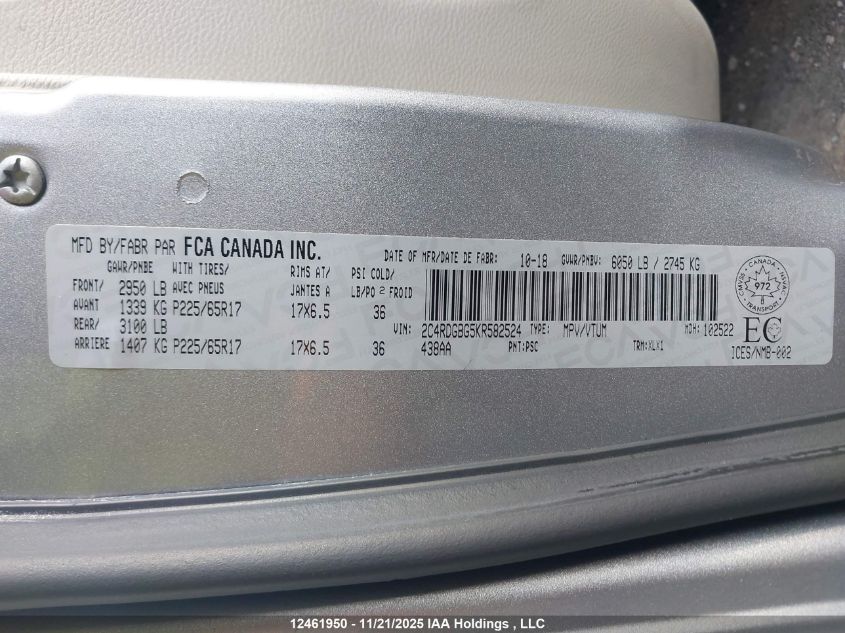 MFD BY/FABR PAR FCA CANADA INC. DATE OF MFR/DATE DE FABR: 10-18 GVWR/PNBV: 6050 LB / 2745 KG
GAWR/PNBE WITH TIRES/ RIMS AT/ PSI COLD/
FRONT/ 2950 LB AVEC PNEUS JANTES A LB/PO 2 FROID
AVANT 1339 KG P225/65R17 17X6.5 36
REAR/ 3100 LB VIN: 2C4RDGBG5KR582524 TYPE: MPV/VTUM MDH: 102522
ARRIERE 1407 KG P225/65R17 17X6.5 36 438AA PNT:PSC TRM:XLX1
CANADA
972
TRANSPORT
EC
ICES/NMB-002
12461950 - 11/21/2025 IAA Holdings , LLC